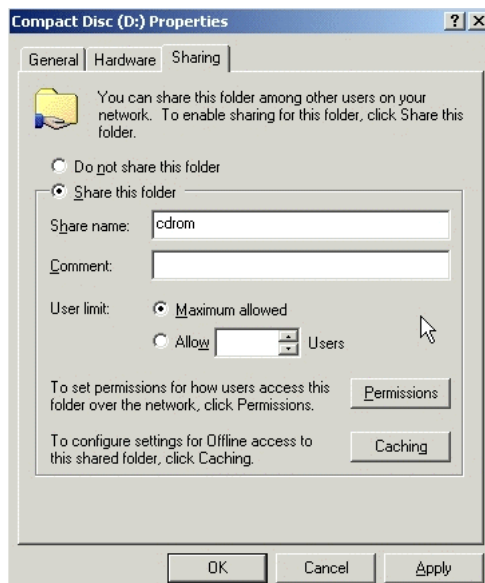 Compact Disc (D:) Properties
General Hardware Sharing
You can share this folder among other users on your
network. To enable sharing for this folder, click Share this
folder.
Do not share this folder
Share this folder
Share name: cdrom
Comment:
User limit: Maximum allowed
Allow Users
To set permissions for how users access this
folder over the network, click Permissions.
Permissions
To configure settings for Offline access to
this shared folder, click Caching.
Caching
OK Cancel Apply